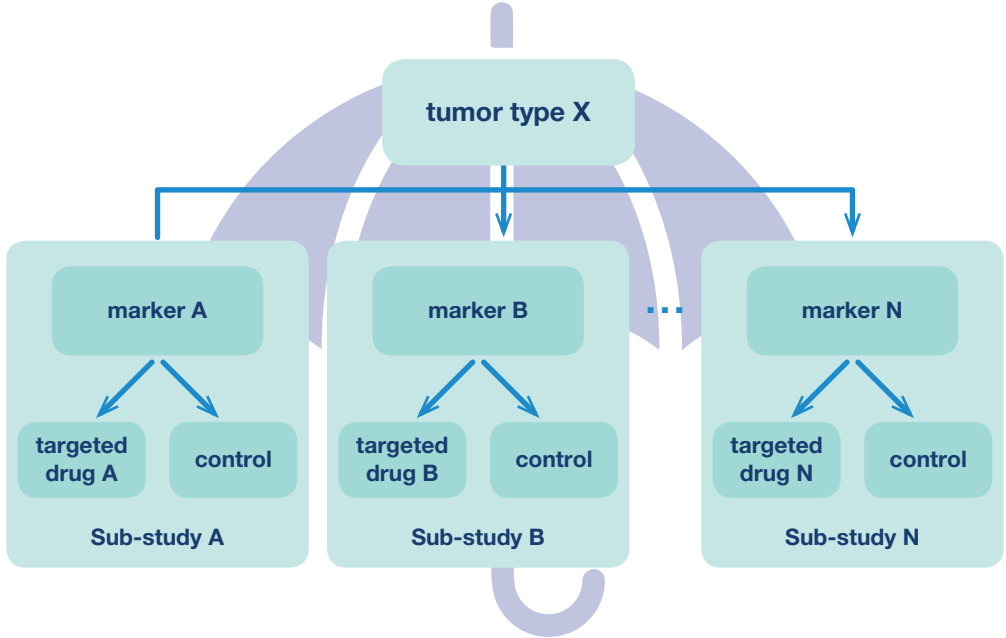 tumor type X
marker A
marker B
...
marker N
targeted
drug A
control
targeted
drug B
control
targeted
drug N
control
Sub-study A
Sub-study B
Sub-study N